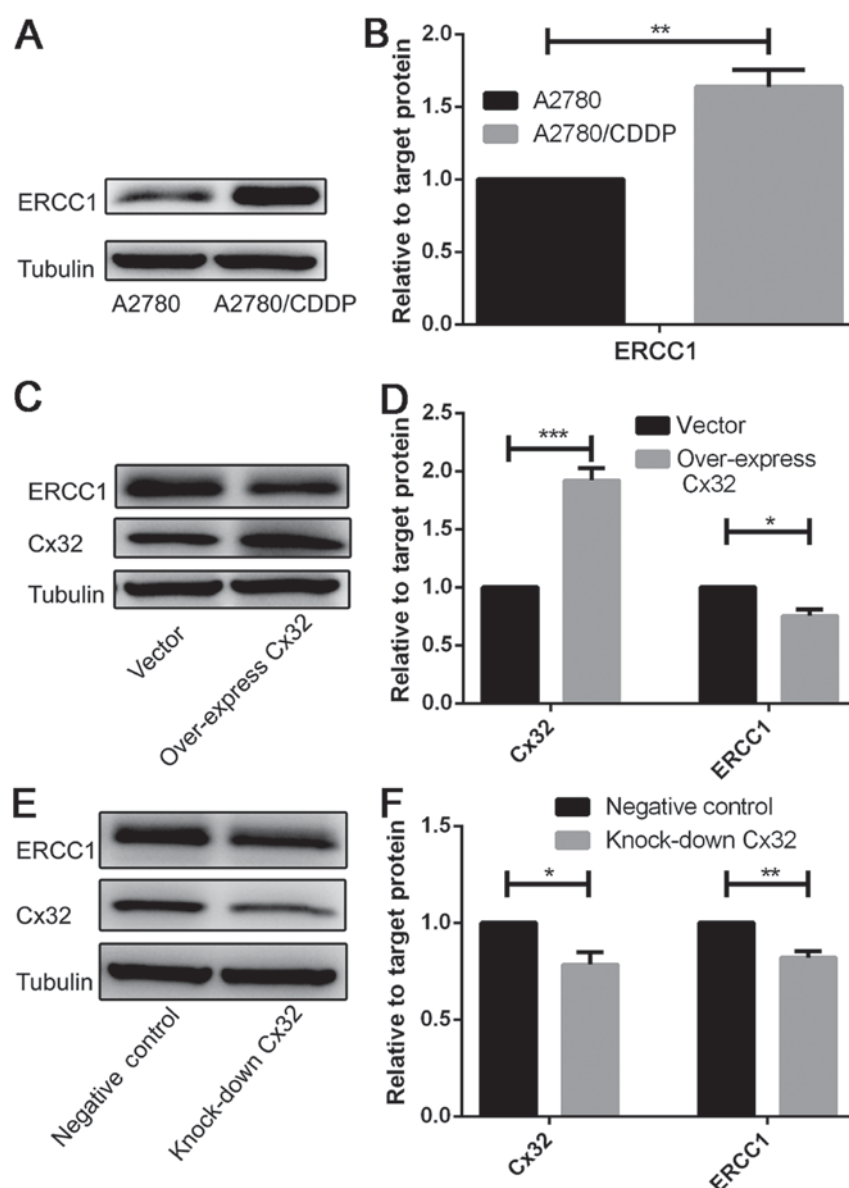 A
ERCC1
Tubulin
A2780 A2780/CDDP
B
Relative to target protein
2.0
1.5
1.0
0.5
0.0
**
A2780
A2780/CDDP
ERCC1
C
ERCC1
Cx32
Tubulin
Vector
Over-express Cx32
D
Relative to target protein
2.5
2.0
1.5
1.0
0.5
0.0
***
*
Vector
Over-express
Cx32
Cx32
ERCC1
E
ERCC1
Cx32
Tubulin
Negative control
Knock-down Cx32
F
Relative to target protein
1.5
1.0
0.5
0.0
Negative control
Knock-down Cx32
*
**
Cx32
ERCC1